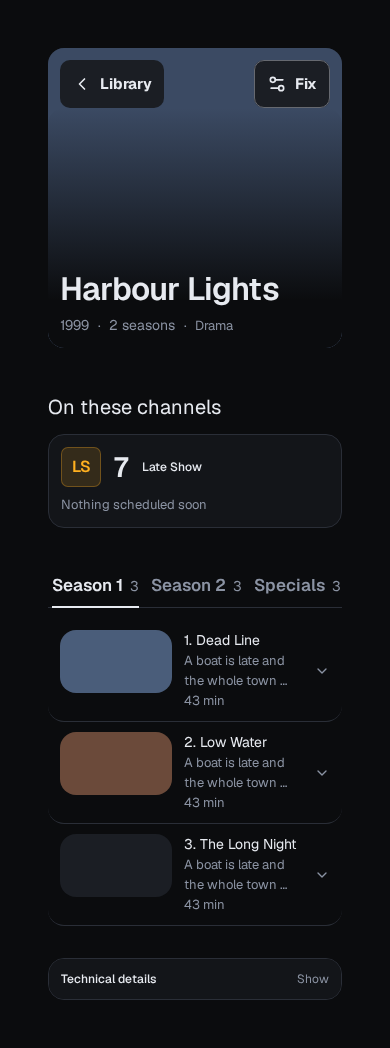 Library
Fix
Harbour Lights
1999 · 2 seasons · Drama
On these channels
LS 7 Late Show
Nothing scheduled soon
Season 1 3 Season 2 3 Specials 3
1. Dead Line
A boat is late and
the whole town ...
43 min
2. Low Water
A boat is late and
the whole town ...
43 min
3. The Long Night
A boat is late and
the whole town ...
43 min
Technical details Show